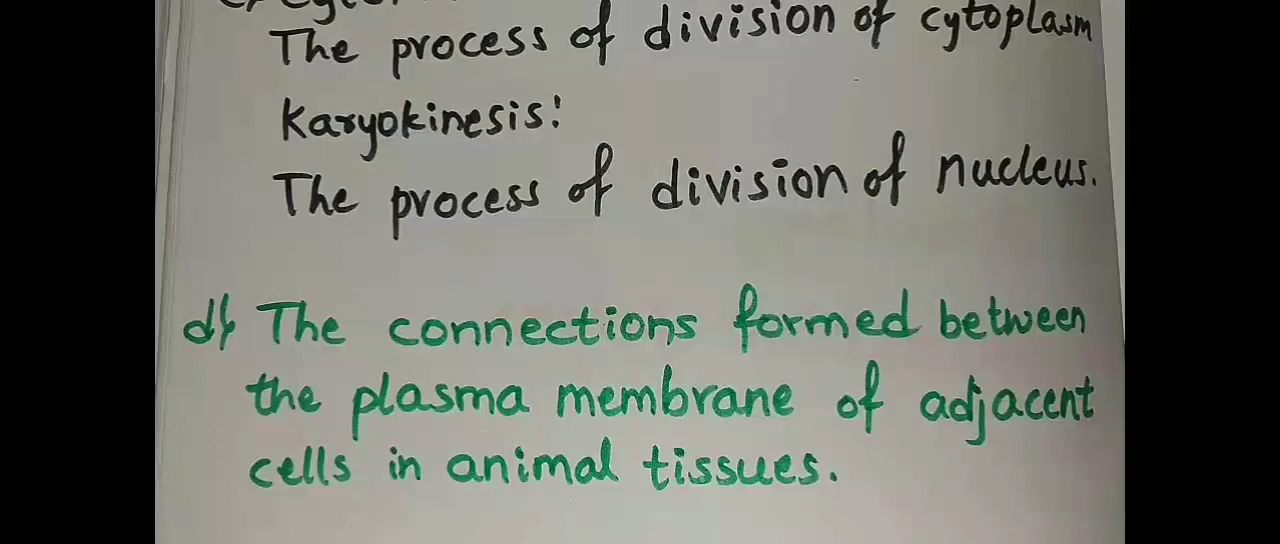 The process of division of cytoplasm
Karyokinesis:
The process of division of nucleus.
d) The connections formed between
the plasma membrane of adjacent
cells in animal tissues.